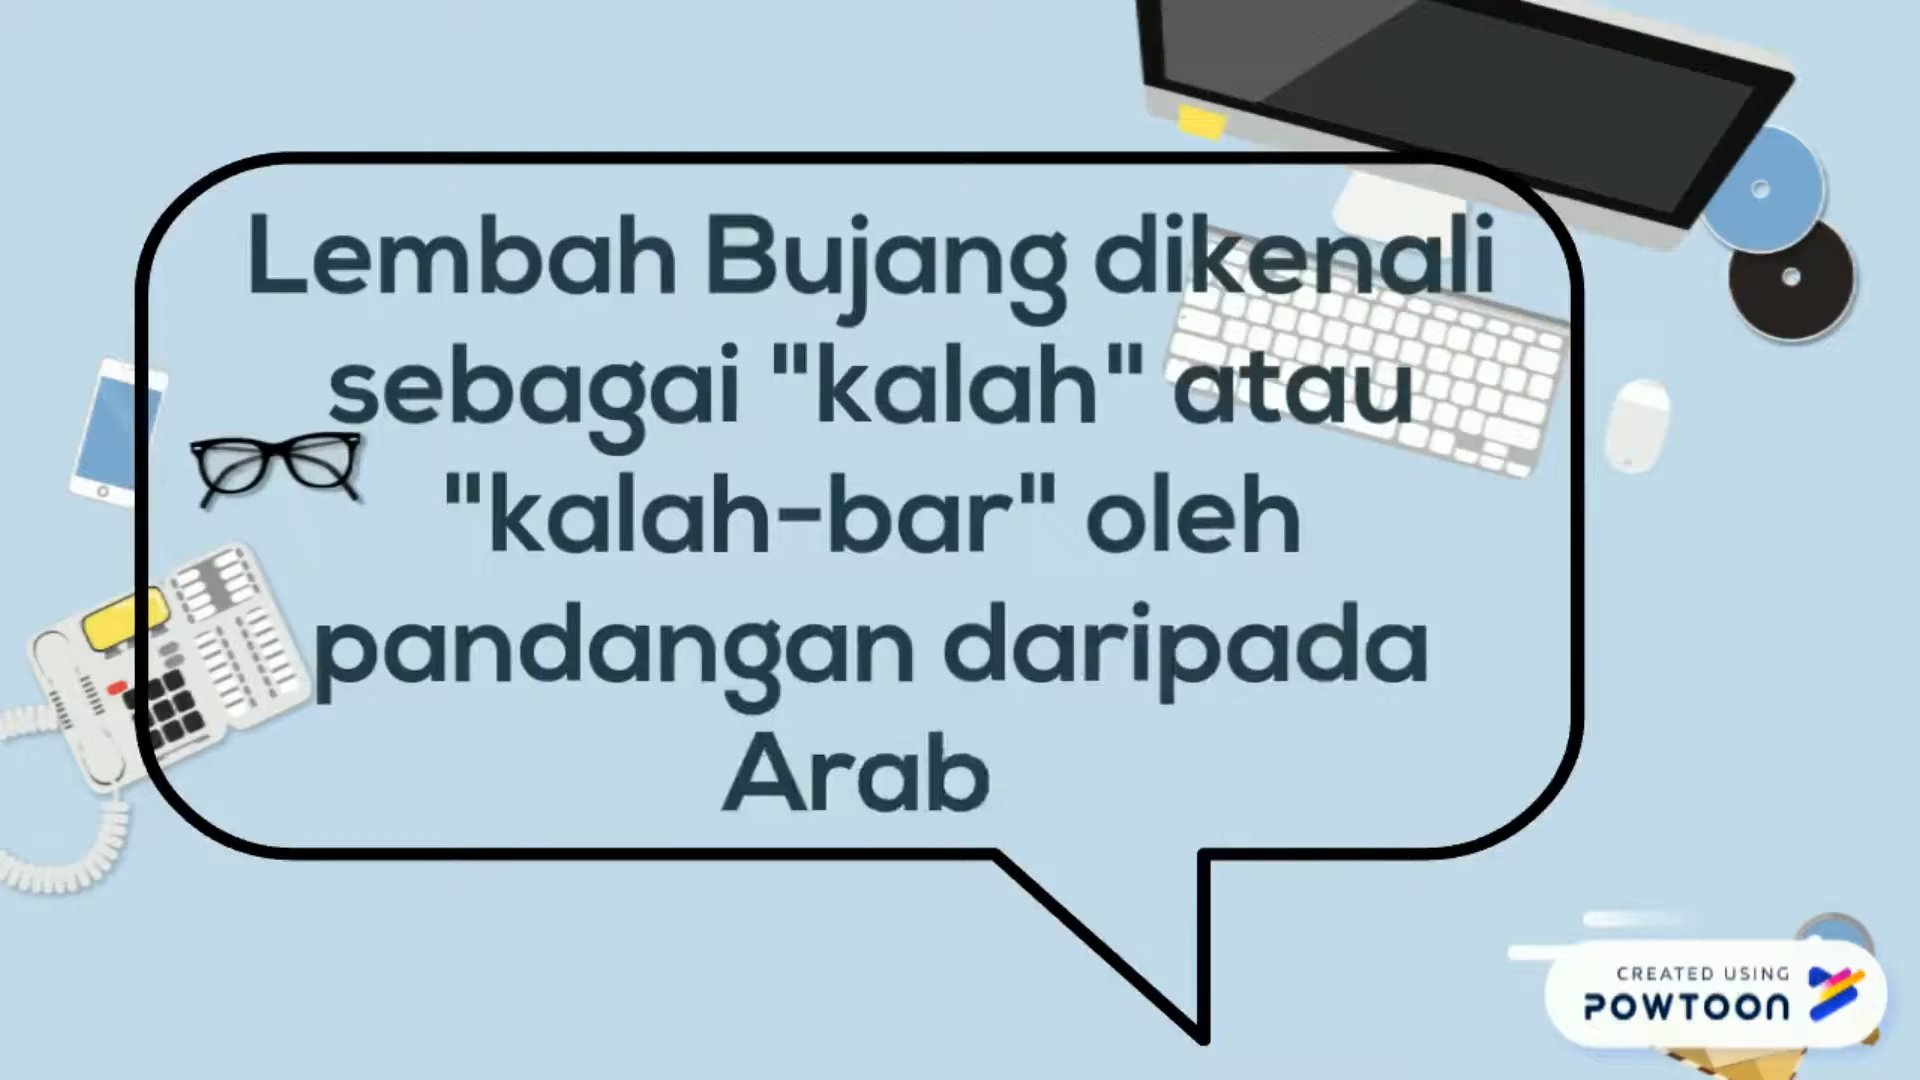 Lembah Bujang dikenali
sebagai "kalah" atau
"kalah-bar" oleh
pandangan daripada
Arab
CREATED USING
POWTOON